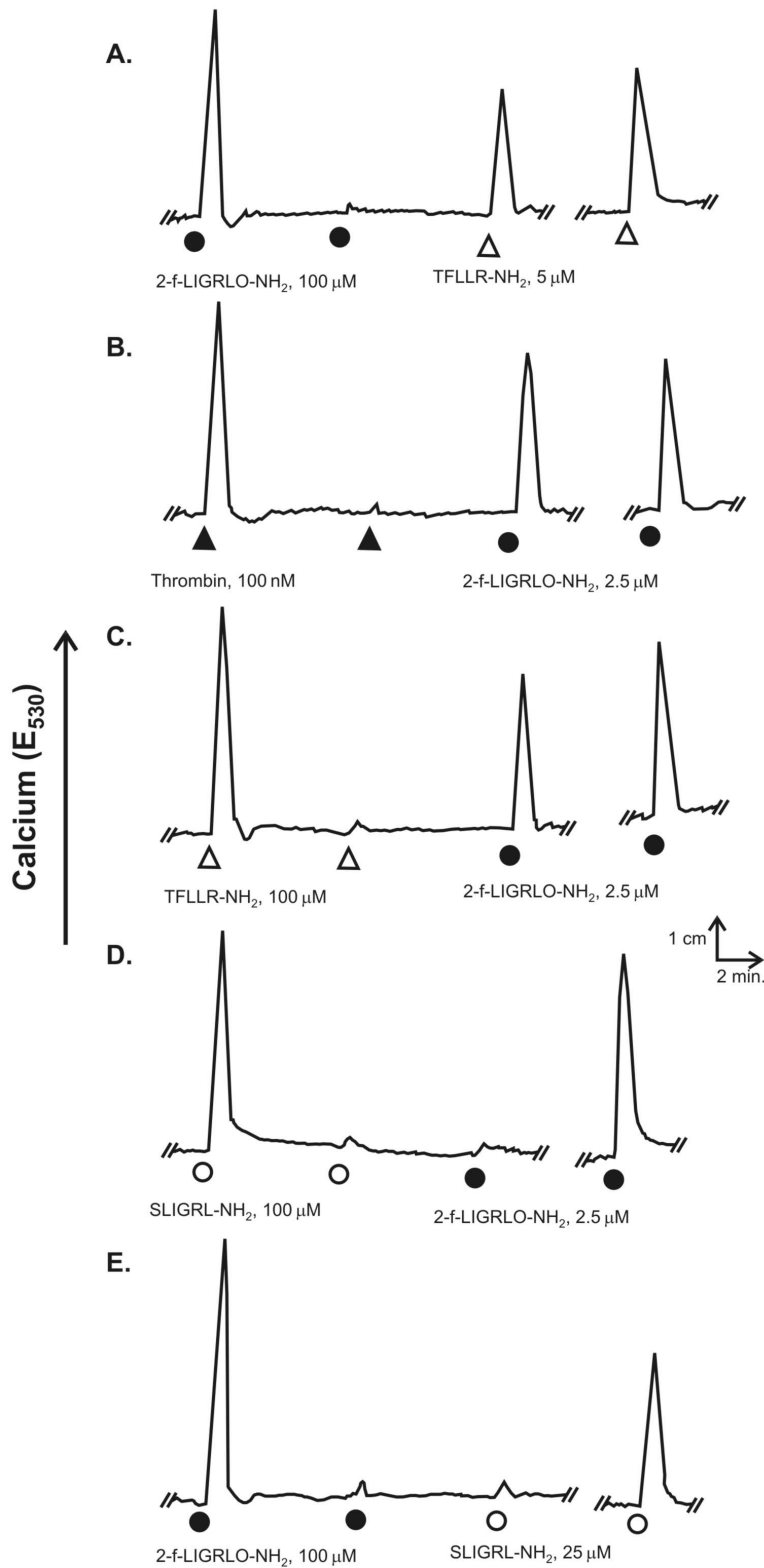 A.
2-f-LIGRLO-NH₂, 100 μM TFLLR-NH₂, 5 μM
B.
Thrombin, 100 nM 2-f-LIGRLO-NH₂, 2.5 μM
C.
Calcium (E₅₃₀)
TFLLR-NH₂, 100 μM 2-f-LIGRLO-NH₂, 2.5 μM
1 cm
2 min.
D.
SLIGRL-NH₂, 100 μM 2-f-LIGRLO-NH₂, 2.5 μM
E.
2-f-LIGRLO-NH₂, 100 μM SLIGRL-NH₂, 25 μM